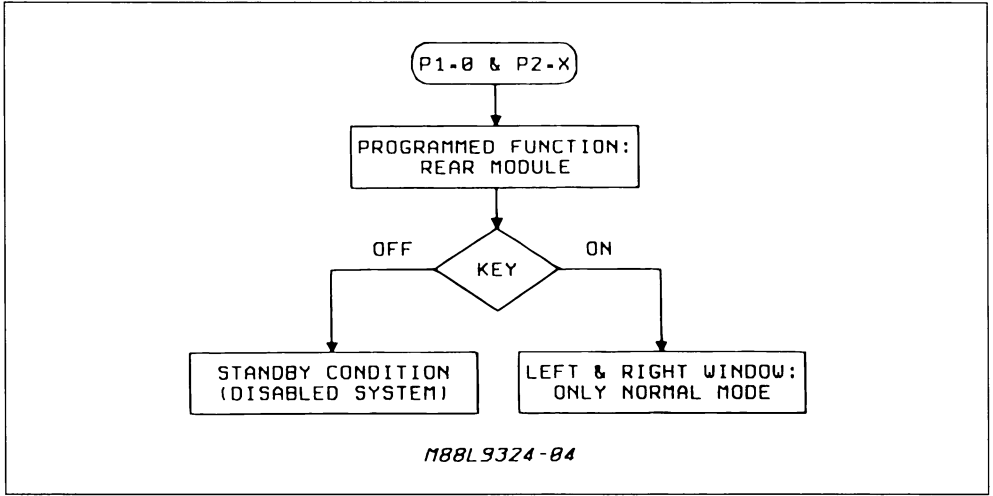 P1=0 & P2=X
PROGRAMMED FUNCTION:
REAR MODULE
OFF
KEY
ON
STANDBY CONDITION
(DISABLED SYSTEM)
LEFT & RIGHT WINDOW:
ONLY NORMAL MODE
M88L9324-04